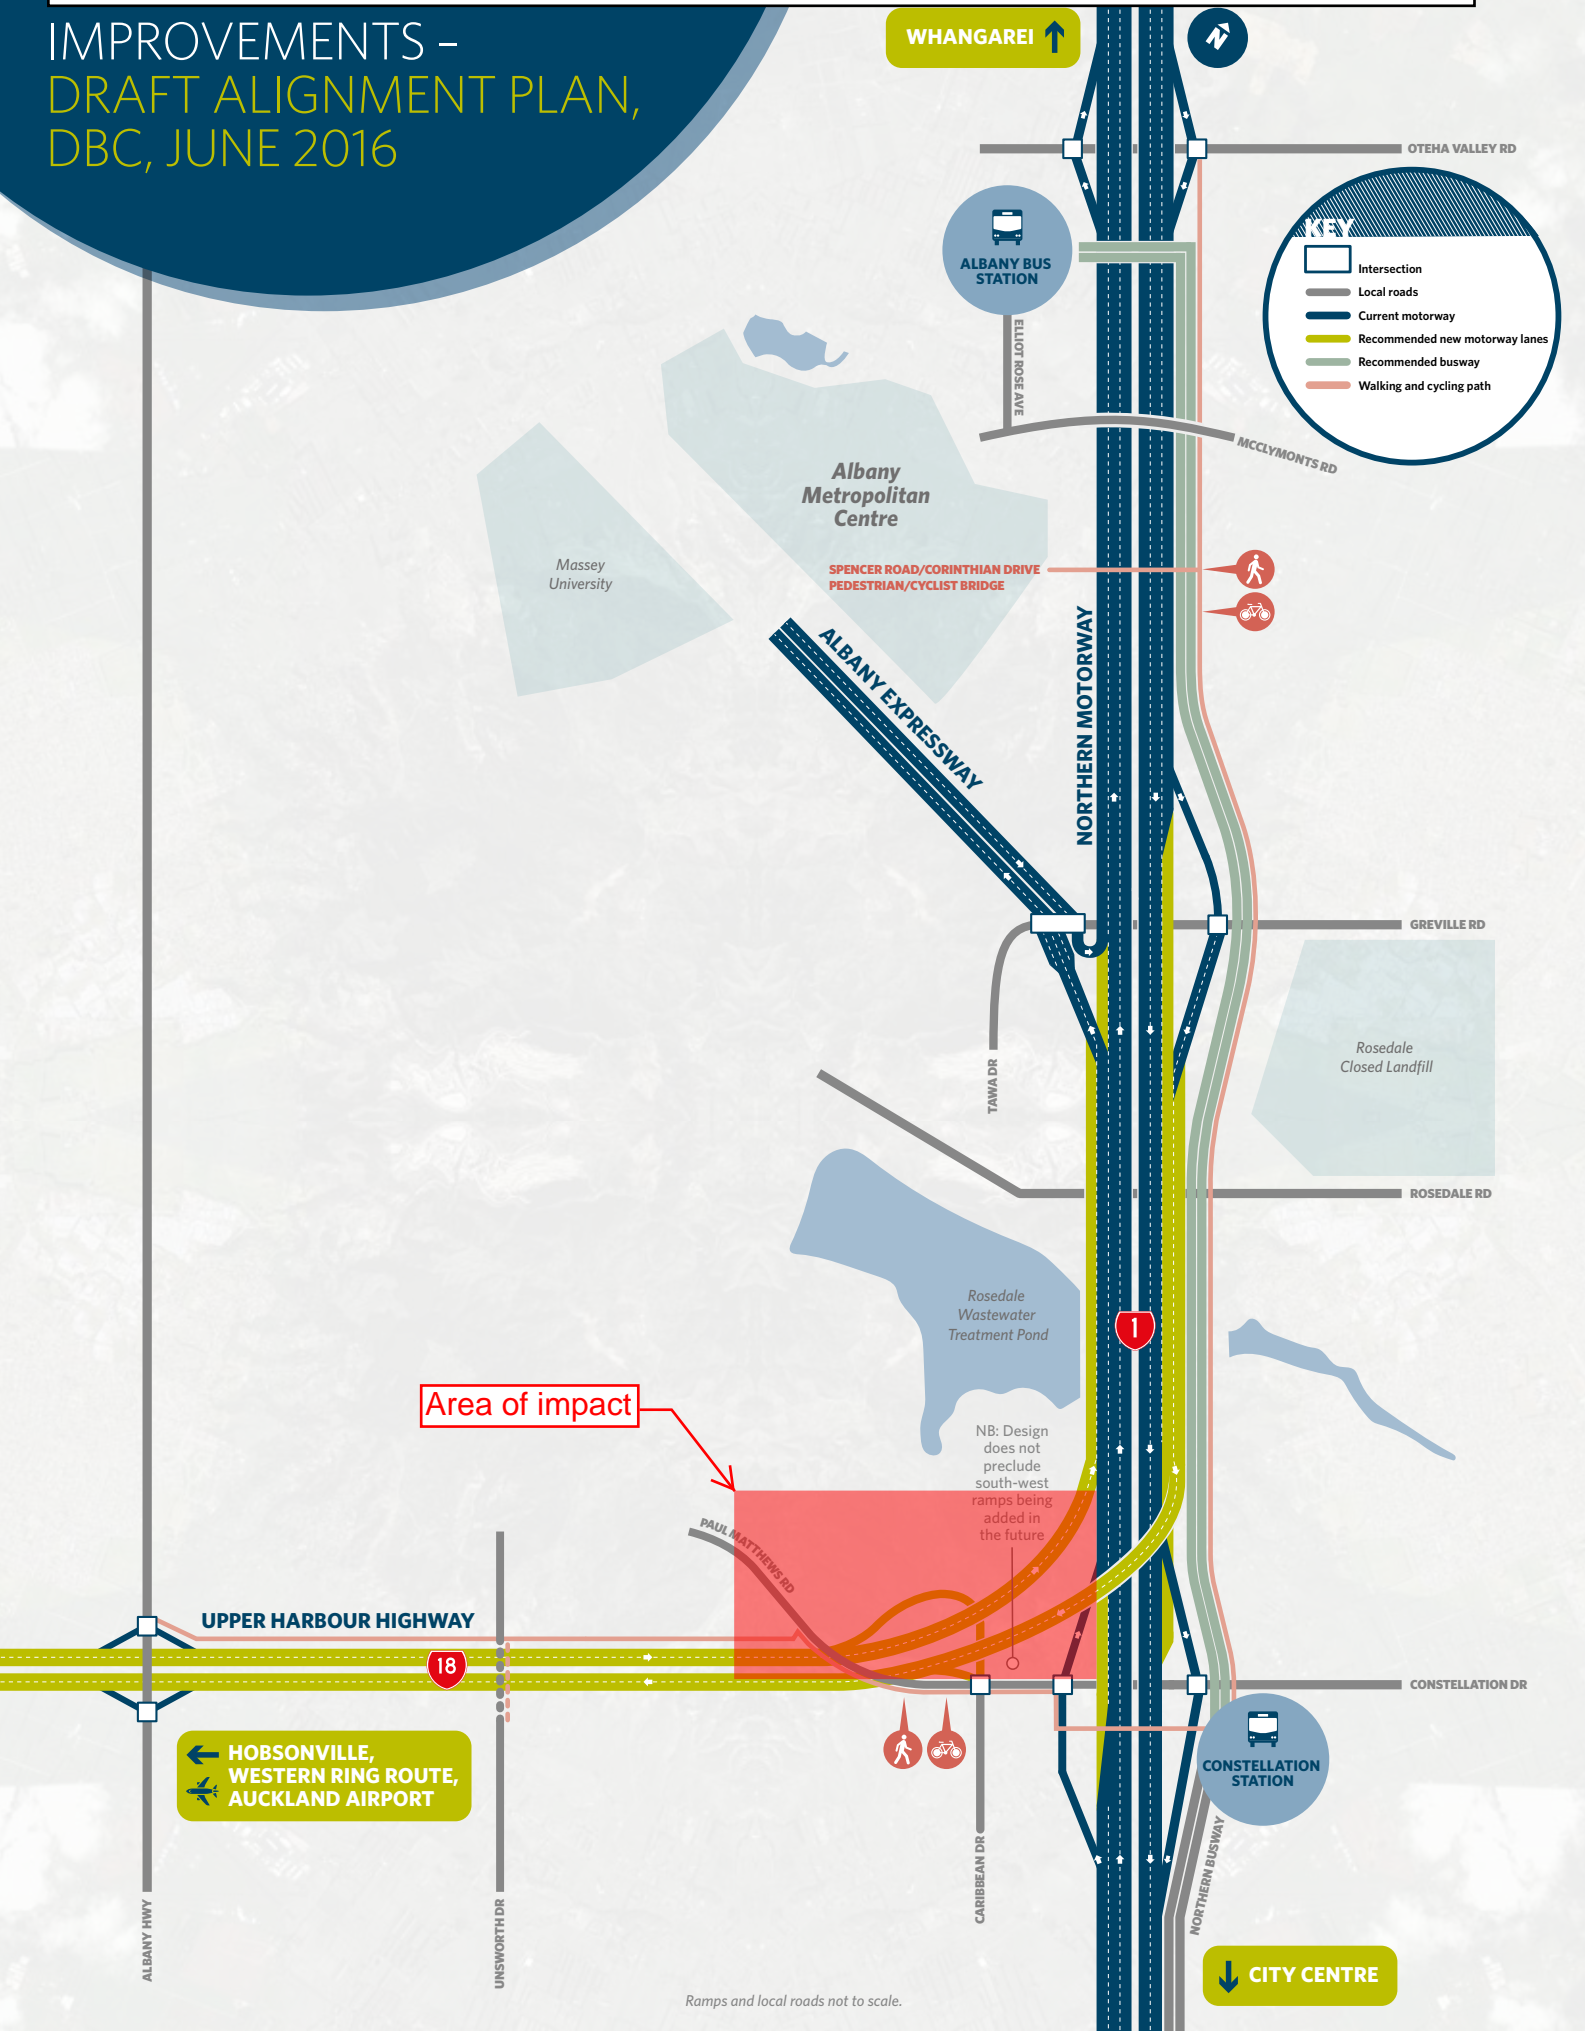 IMPROVEMENTS –
DRAFT ALIGNMENT PLAN,
DBC, JUNE 2016
WHANGAREI
N
OTEHA VALLEY RD
KEY
Intersection
Local roads
Current motorway
Recommended new motorway lanes
Recommended busway
Walking and cycling path
ALBANY BUS
STATION
ELLIOT ROSE AVE
MCCLYMONTS RD
Albany
Metropolitan
Centre
Massey
University
SPENCER ROAD/CORINTHIAN DRIVE
PEDESTRIAN/CYCLIST BRIDGE
ALBANY EXPRESSWAY
NORTHERN MOTORWAY
GREVILLE RD
TAWA DR
Rosedale
Closed Landfill
ROSEDALE RD
Rosedale
Wastewater
Treatment Pond
1
Area of impact
NB: Design
does not
preclude
south-west
ramps being
added in
the future
PAUL MATTHEWS RD
UPPER HARBOUR HIGHWAY
18
CONSTELLATION DR
HOBSONVILLE,
WESTERN RING ROUTE,
AUCKLAND AIRPORT
CONSTELLATION
STATION
ALBANY HWY
UNSWORTH DR
CARIBBEAN DR
NORTHERN BUSWAY
CITY CENTRE
Ramps and local roads not to scale.